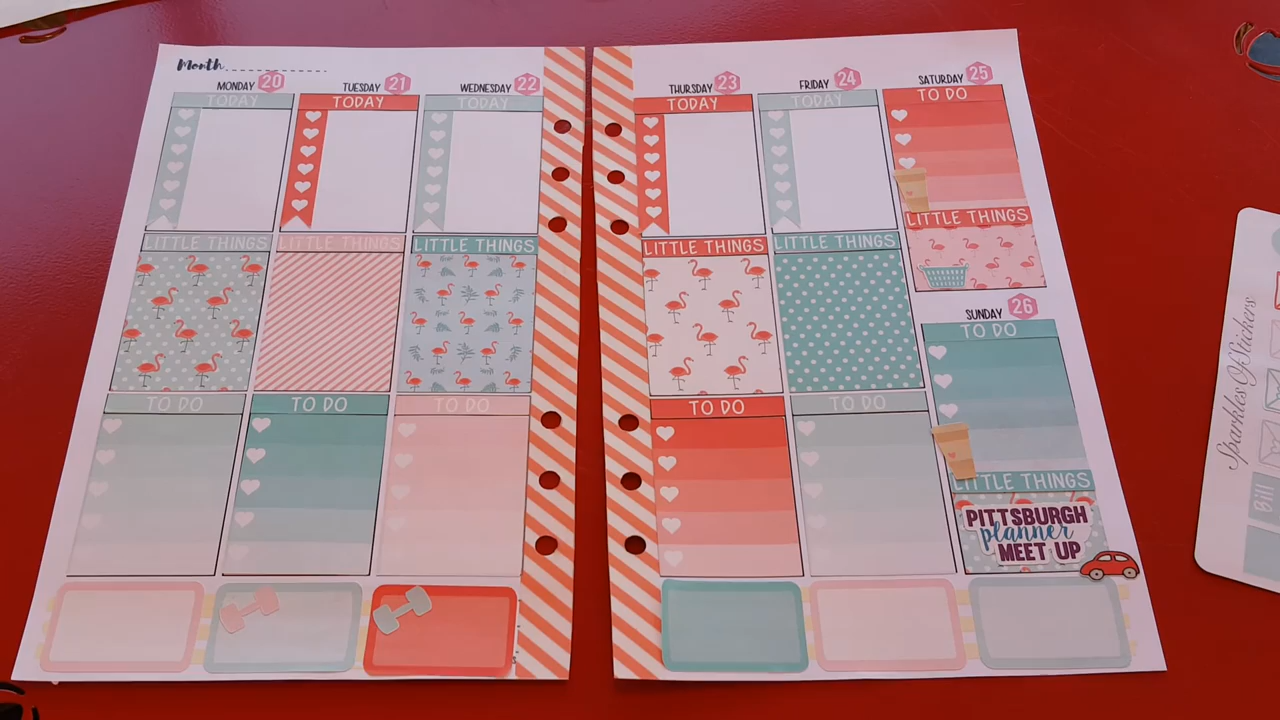 Month
MONDAY 20
TUESDAY 21
WEDNESDAY 22
THURSDAY 23
FRIDAY 24
SATURDAY 25
TODAY
TODAY
TODAY
TODAY
TODAY
TO DO
LITTLE THINGS
LITTLE THINGS
LITTLE THINGS
LITTLE THINGS
LITTLE THINGS
LITTLE THINGS
SUNDAY 26
TO DO
TO DO
TO DO
TO DO
TO DO
TO DO
LITTLE THINGS
PITTSBURGH
planner
MEET UP
Sparkles Of Stickers
Bill